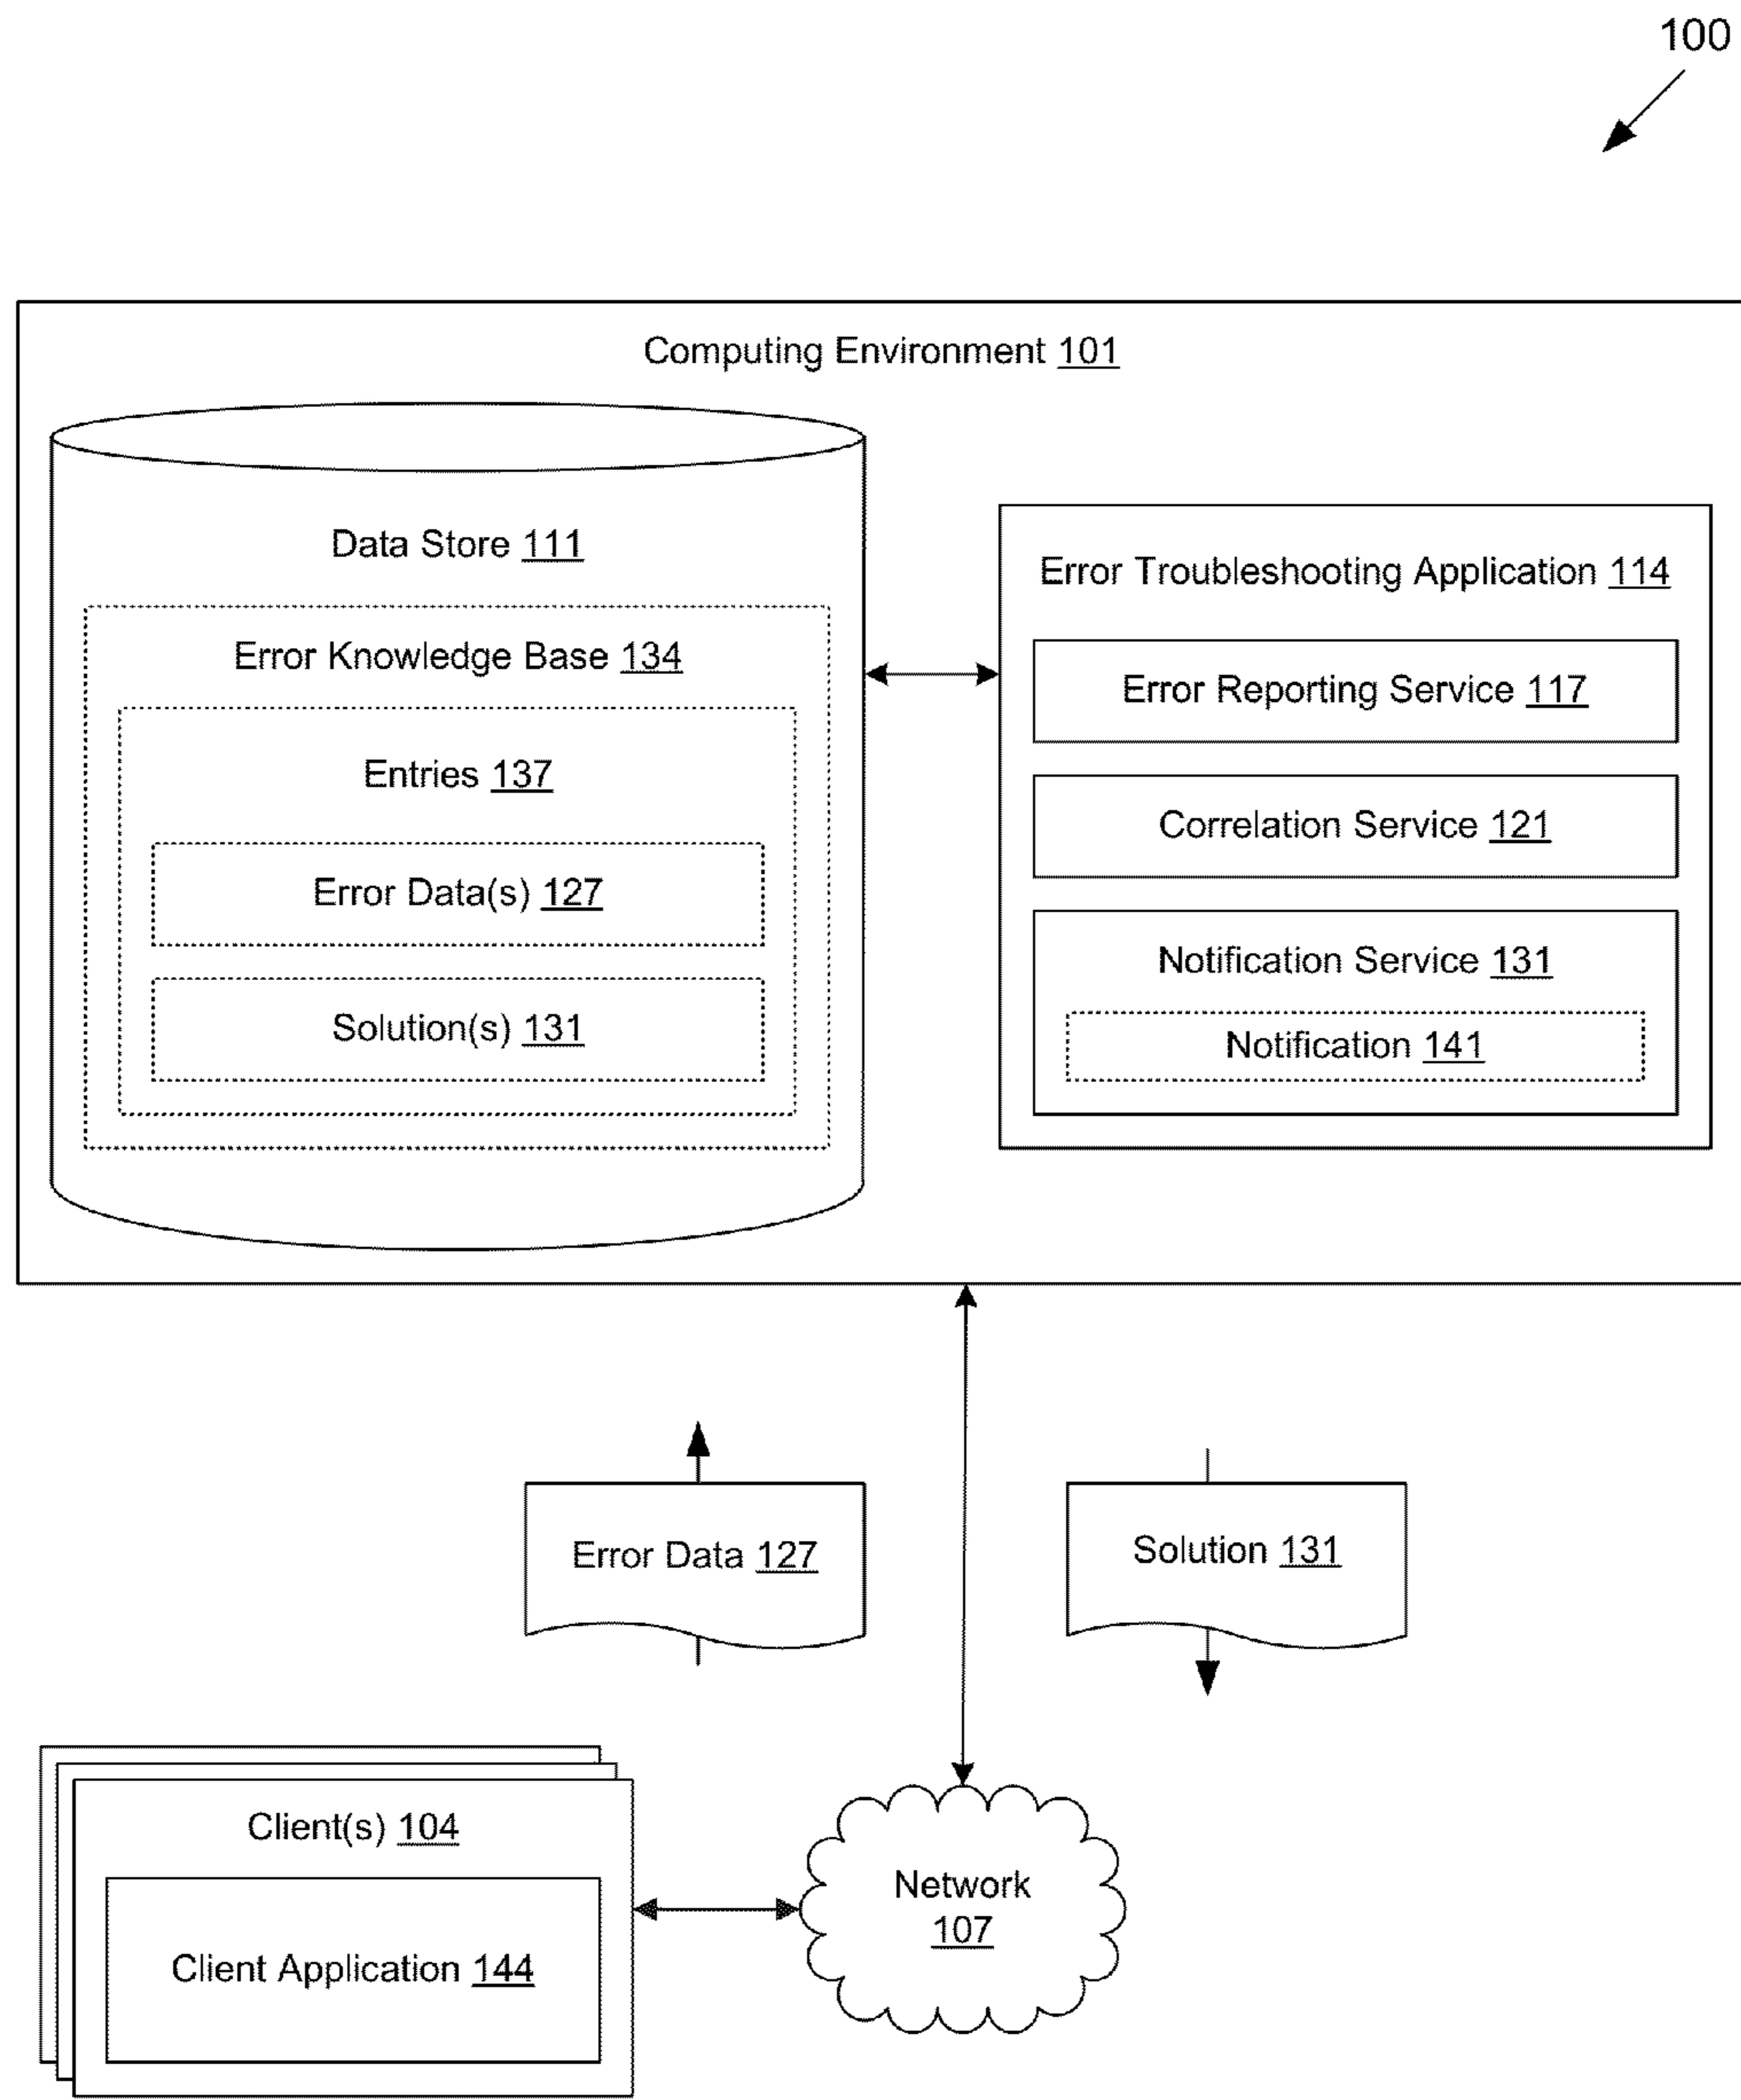 100
Computing Environment 101
Data Store 111
Error Knowledge Base 134
Entries 137
Error Data(s) 127
Solution(s) 131
Error Troubleshooting Application 114
Error Reporting Service 117
Correlation Service 121
Notification Service 131
Notification 141
Error Data 127
Solution 131
Client(s) 104
Client Application 144
Network
107